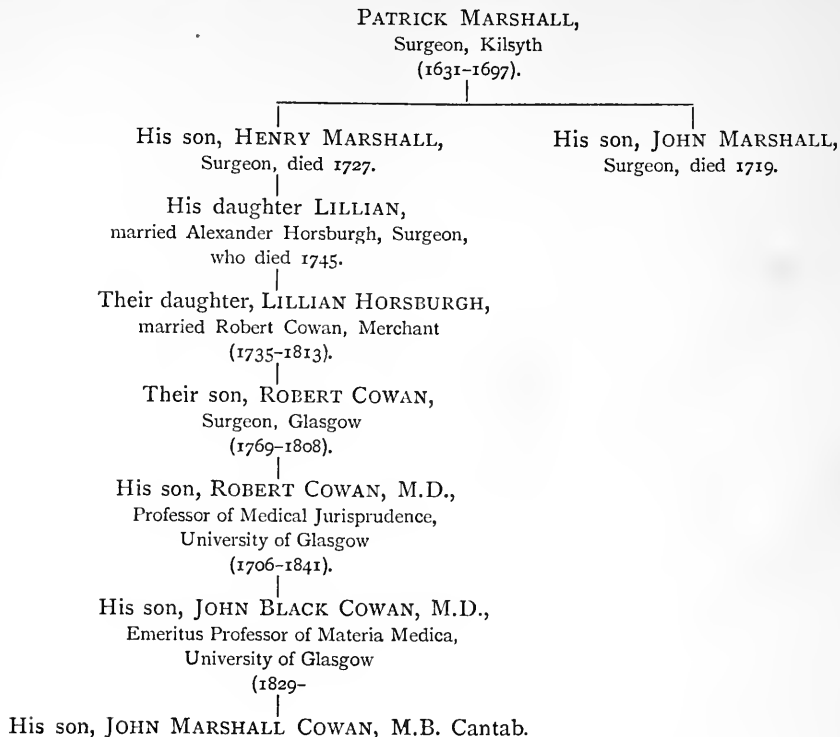 PATRICK MARSHALL,
Surgeon, Kilsyth
(1631-1697).
His son, HENRY MARSHALL,
Surgeon, died 1727.
His son, JOHN MARSHALL,
Surgeon, died 1719.
His daughter LILLIAN,
married Alexander Horsburgh, Surgeon,
who died 1745.
Their daughter, LILLIAN HORSBURGH,
married Robert Cowan, Merchant
(1735-1813).
Their son, ROBERT COWAN,
Surgeon, Glasgow
(1769-1808).
His son, ROBERT COWAN, M.D.,
Professor of Medical Jurisprudence,
University of Glasgow
(1706-1841).
His son, JOHN BLACK COWAN, M.D.,
Emeritus Professor of Materia Medica,
University of Glasgow
(1829-
His son, JOHN MARSHALL COWAN, M.B. Cantab.